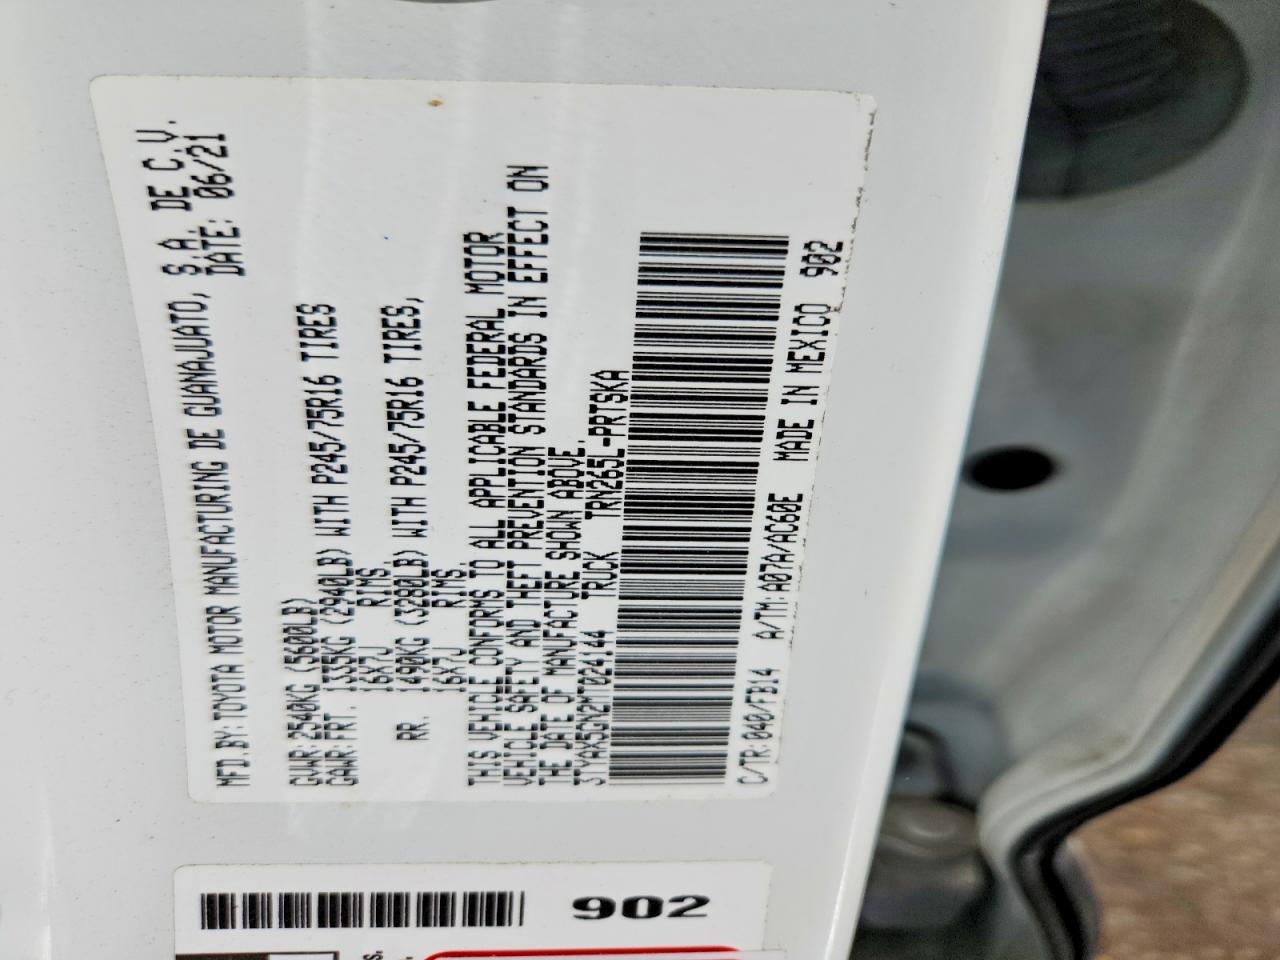 MFD.BY: TOYOTA MOTOR MANUFACTURING DE GUANAJUATO, S.A. DE C.V.
DATE: 06/21
GVWR: 2540KG (5600LB)
GAWR: FRT. 1335KG (2940LB) WITH P245/75R16 TIRES
16X7J RIMS,
RR. 1490KG (3280LB) WITH P245/75R16 TIRES,
16X7J RIMS.
THIS VEHICLE CONFORMS TO ALL APPLICABLE FEDERAL MOTOR
VEHICLE SAFETY AND THEFT PREVENTION STANDARDS IN EFFECT ON
THE DATE OF MANUFACTURE SHOWN ABOVE.
3TYAX5GN2MT024144 TRUCK TRN265L-PRTSKA
C/TR: 040/FB14 A/TM: A07A/AC60E MADE IN MEXICO 902
902